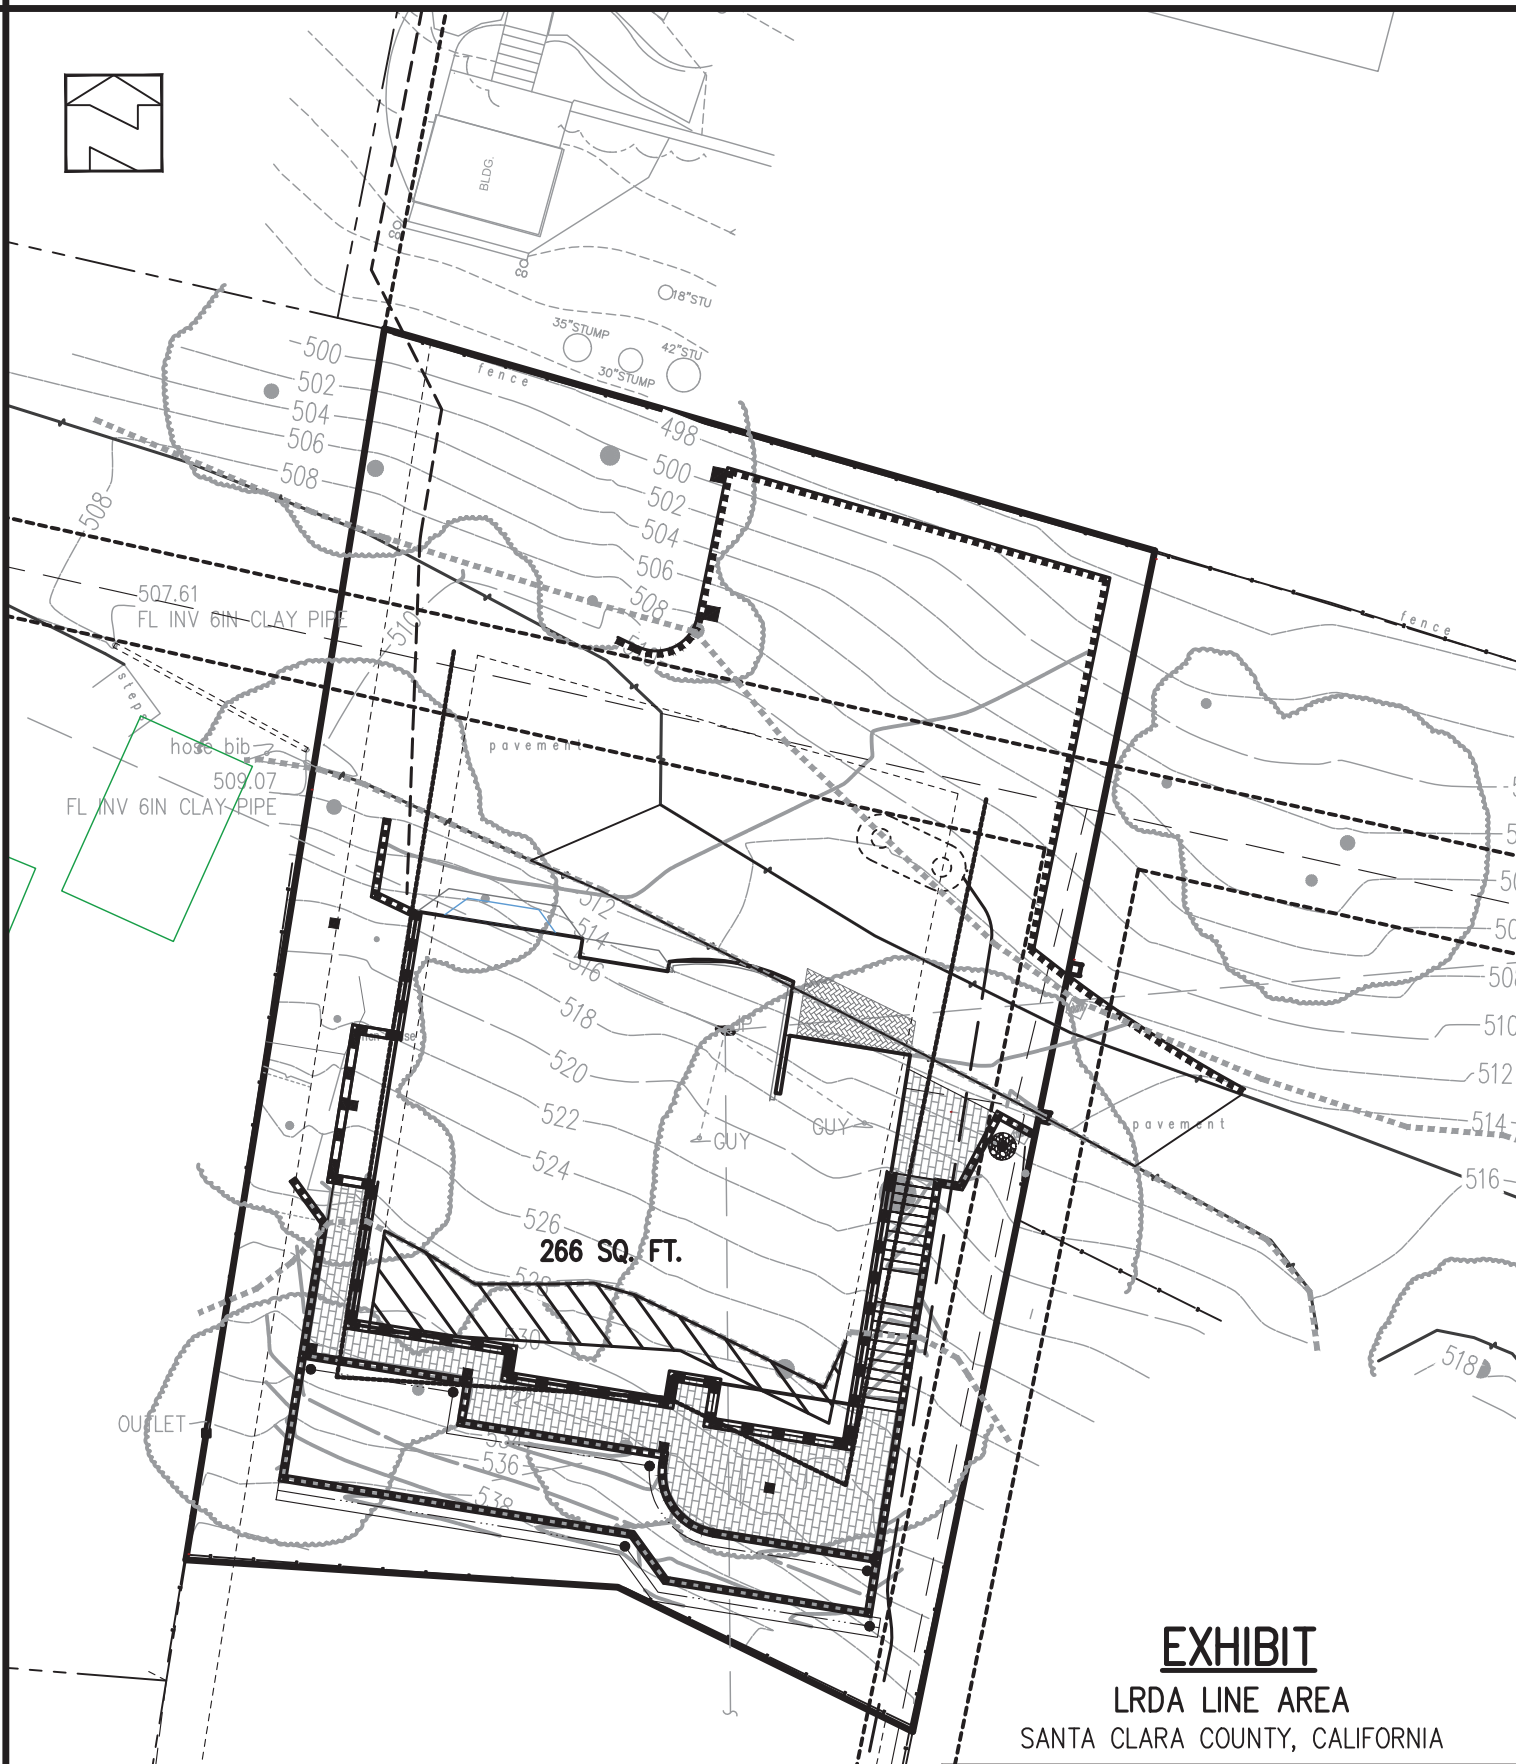 BLDG.
CO
CO
18"STU
35"STUMP
30"STUMP
42"STU
fence
500
502
504
506
508
498
500
502
504
506
508
508
510
507.61
FL INV 6IN CLAY PIPE
steps
hose bib
509.07
FL INV 6IN CLAY PIPE
pavement
fence
512
514
516
518
520
522
524
526
528
530
GUY
GUY
266 SQ. FT.
pavement
510
512
514
516
518
OUTLET
534
536
538
EXHIBIT
LRDA LINE AREA
SANTA CLARA COUNTY, CALIFORNIA